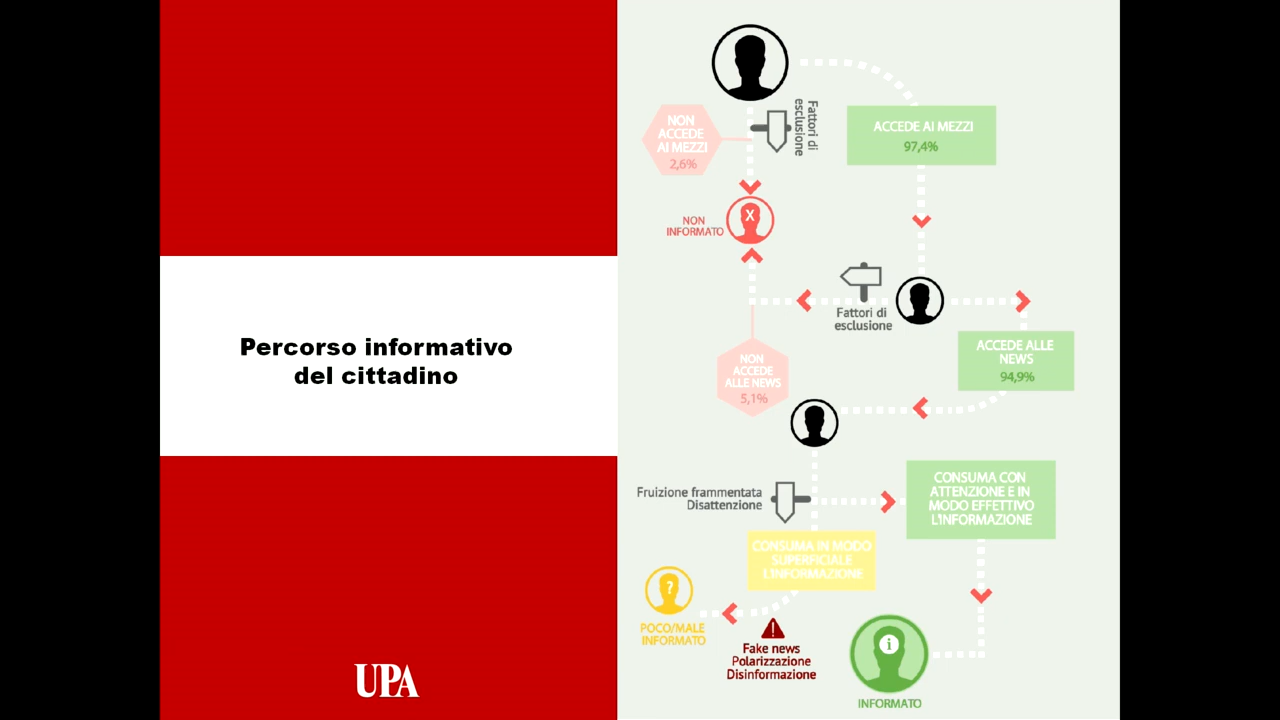 Percorso informativo
del cittadino
UPA
Fattori di
esclusione
NON
ACCEDE
AI MEZZI
2,6%
ACCEDE AI MEZZI
97,4%
NON
INFORMATO
X
Fattori di
esclusione
ACCEDE ALLE
NEWS
94,9%
NON
ACCEDE
ALLE NEWS
5,1%
Fruizione frammentata
Disattenzione
CONSUMA CON
ATTENZIONE E IN
MODO EFFETTIVO
L'INFORMAZIONE
CONSUMA IN MODO
SUPERFICIALE
L'INFORMAZIONE
?
POCO/MALE
INFORMATO
!
Fake news
Polarizzazione
Disinformazione
i
INFORMATO